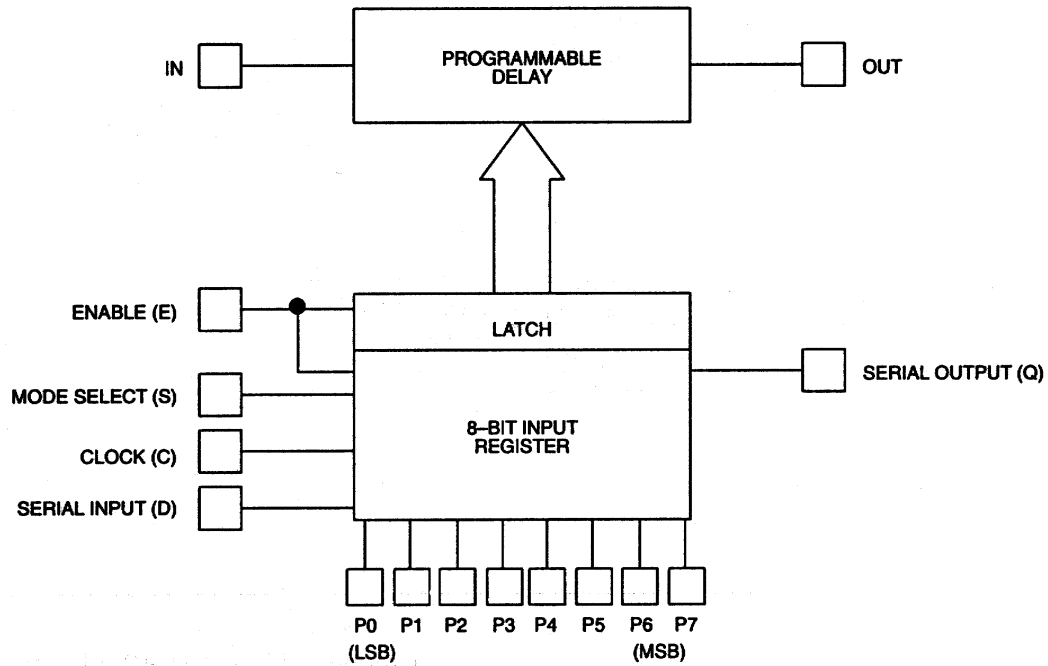 PROGRAMMABLE
DELAY
IN
OUT
ENABLE (E)
LATCH
MODE SELECT (S)
SERIAL OUTPUT (Q)
8–BIT INPUT
REGISTER
CLOCK (C)
SERIAL INPUT (D)
P0 P1 P2 P3 P4 P5 P6 P7
(LSB) (MSB)